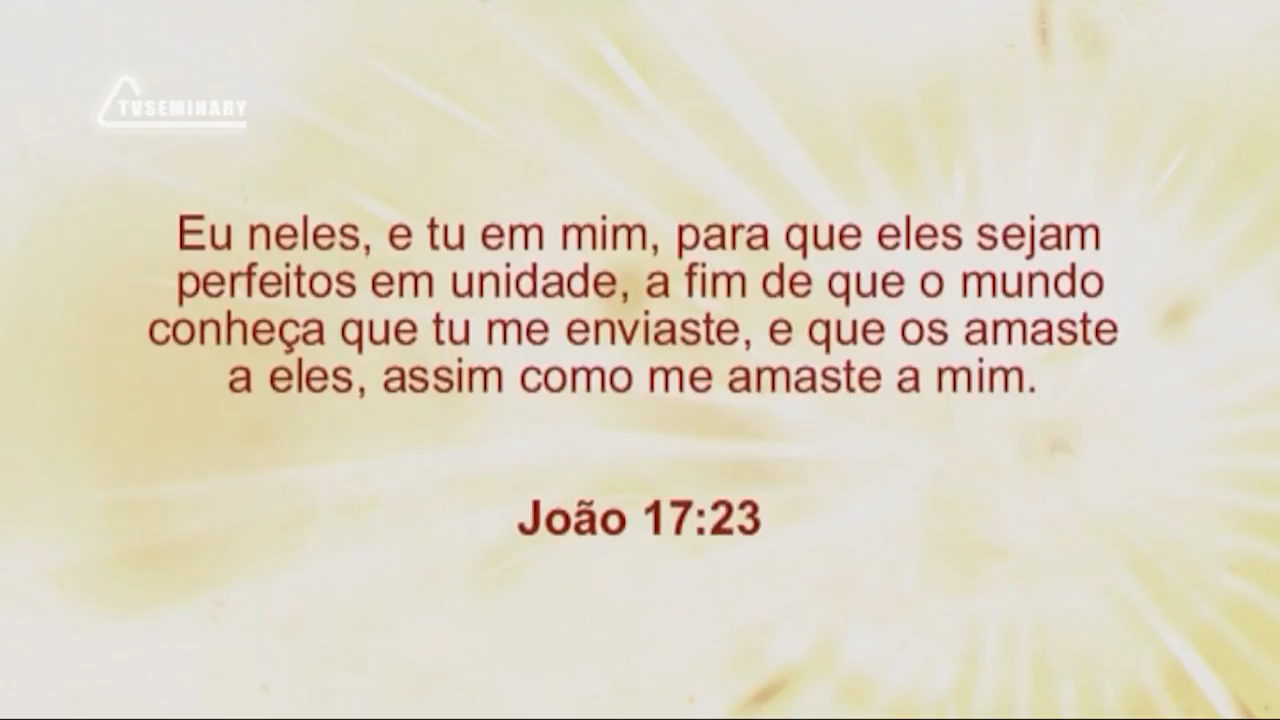 TVSEMINARY
Eu neles, e tu em mim, para que eles sejam
perfeitos em unidade, a fim de que o mundo
conheça que tu me enviaste, e que os amaste
a eles, assim como me amaste a mim.
João 17:23